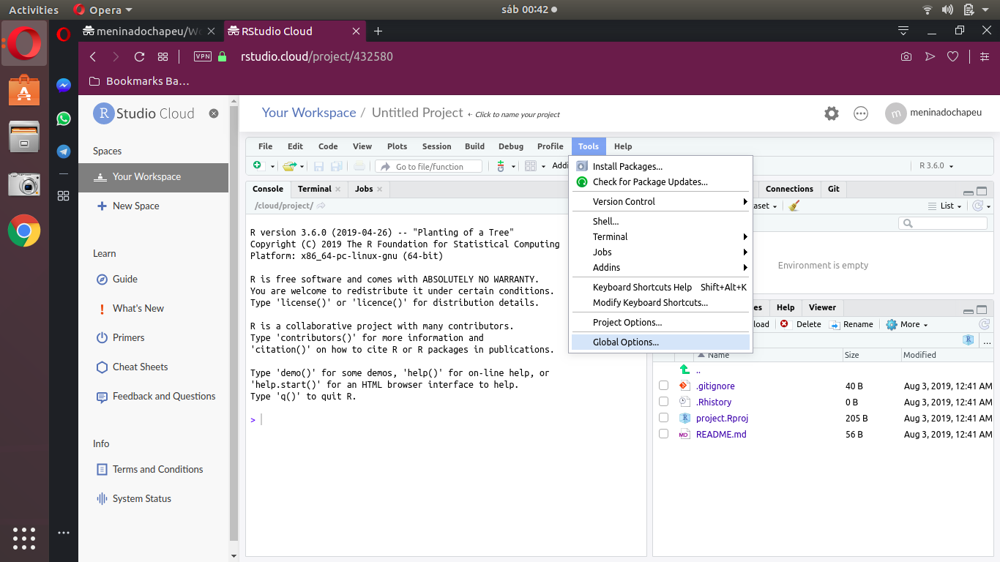 Activities
Opera
sáb 00:42
meninadochapeu/Wo
RStudio Cloud
VPN
rstudio.cloud/project/432580
Bookmarks Ba...
R Studio Cloud
Spaces
Your Workspace
New Space
Learn
Guide
What's New
Primers
Cheat Sheets
Feedback and Questions
Info
Terms and Conditions
System Status
Your Workspace / Untitled Project ← Click to name your project
m meninadochapeu
File Edit Code View Plots Session Build Debug Profile Tools Help
Go to file/function
Addi
R 3.6.0
Console Terminal Jobs
/cloud/project/
R version 3.6.0 (2019-04-26) -- "Planting of a Tree"
Copyright (C) 2019 The R Foundation for Statistical Computing
Platform: x86_64-pc-linux-gnu (64-bit)
R is free software and comes with ABSOLUTELY NO WARRANTY.
You are welcome to redistribute it under certain conditions.
Type 'license()' or 'licence()' for distribution details.
R is a collaborative project with many contributors.
Type 'contributors()' for more information and
'citation()' on how to cite R or R packages in publications.
Type 'demo()' for some demos, 'help()' for on-line help, or
'help.start()' for an HTML browser interface to help.
Type 'q()' to quit R.
>
Install Packages...
Check for Package Updates...
Version Control
Shell...
Terminal
Jobs
Addins
Keyboard Shortcuts Help Shift+Alt+K
Modify Keyboard Shortcuts...
Project Options...
Global Options...
Connections Git
aset
List
Environment is empty
es Help Viewer
load Delete Rename More
R ...
Name Size Modified
..
.gitignore 40 B Aug 3, 2019, 12:41 AM
.Rhistory 0 B Aug 3, 2019, 12:41 AM
project.Rproj 205 B Aug 3, 2019, 12:41 AM
MD README.md 56 B Aug 3, 2019, 12:41 AM